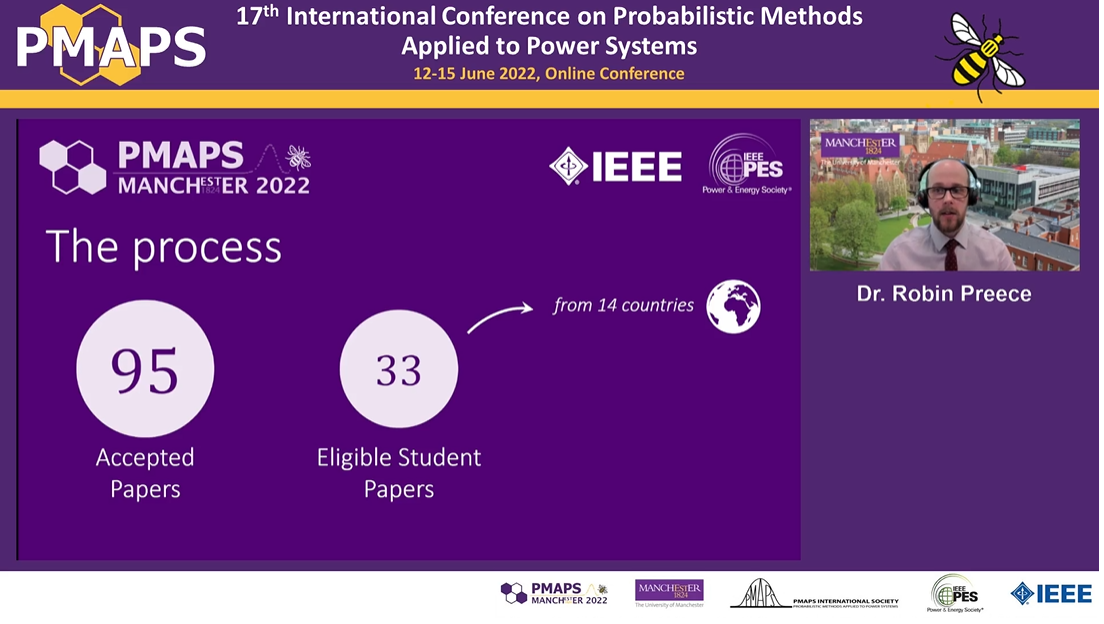 PMAPS
17th International Conference on Probabilistic Methods
Applied to Power Systems
12-15 June 2022, Online Conference
PMAPS
MANCHESTER 2022
1824
IEEE
IEEE
PES
Power & Energy Society®
The process
95
Accepted
Papers
33
Eligible Student
Papers
from 14 countries
MANCHESTER
1824
The University of Manchester
Dr. Robin Preece
PMAPS
MANCHESTER 2022
MANCHESTER
1824
The University of Manchester
PMAPS
PMAPS INTERNATIONAL SOCIETY
PROBABILISTIC METHODS APPLIED TO POWER SYSTEMS
IEEE
PES
Power & Energy Society®
IEEE